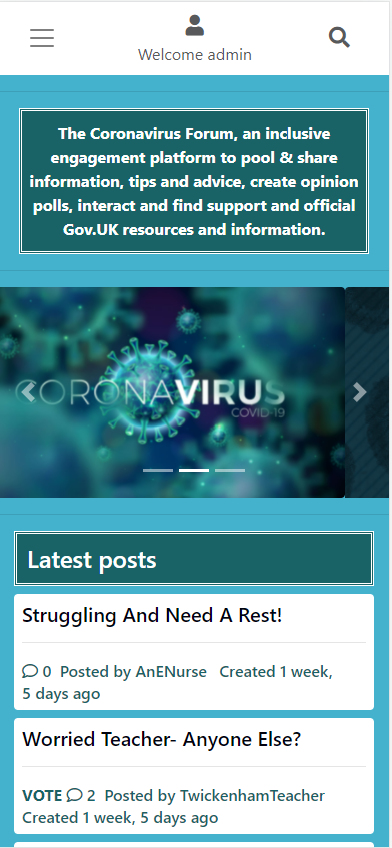 Welcome admin
The Coronavirus Forum, an inclusive
engagement platform to pool & share
information, tips and advice, create opinion
polls, interact and find support and official
Gov.UK resources and information.
CORONAVIRUS
COVID-19
Latest posts
Struggling And Need A Rest!
0 Posted by AnENurse Created 1 week,
5 days ago
Worried Teacher- Anyone Else?
VOTE 2 Posted by TwickenhamTeacher
Created 1 week, 5 days ago